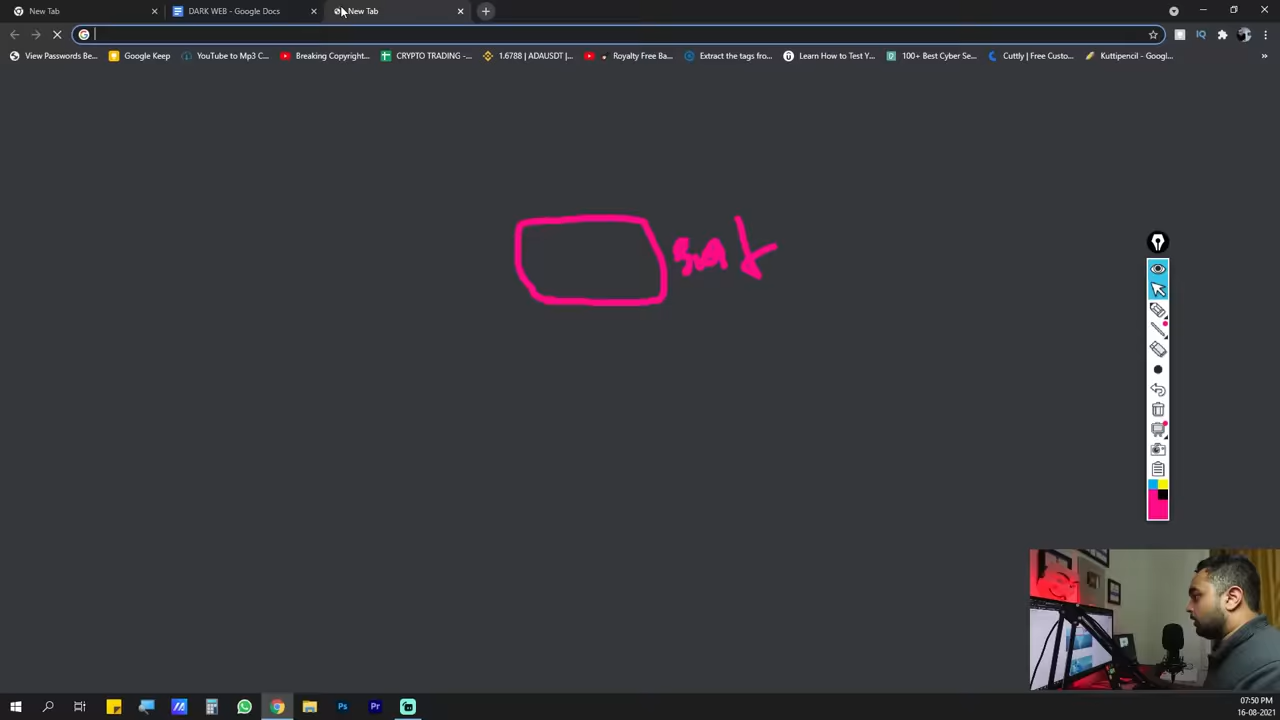 New Tab
DARK WEB - Google Docs
New Tab
View Passwords Be...
Google Keep
YouTube to Mp3 C...
Breaking Copyright...
CRYPTO TRADING -...
1.6788 | ADAUSDT |...
Royalty Free Ba...
Extract the tags fro...
Learn How to Test Y...
100+ Best Cyber Se...
Cuttly | Free Custo...
Kuttipencil - Googl...
07:50 PM
16-08-2021